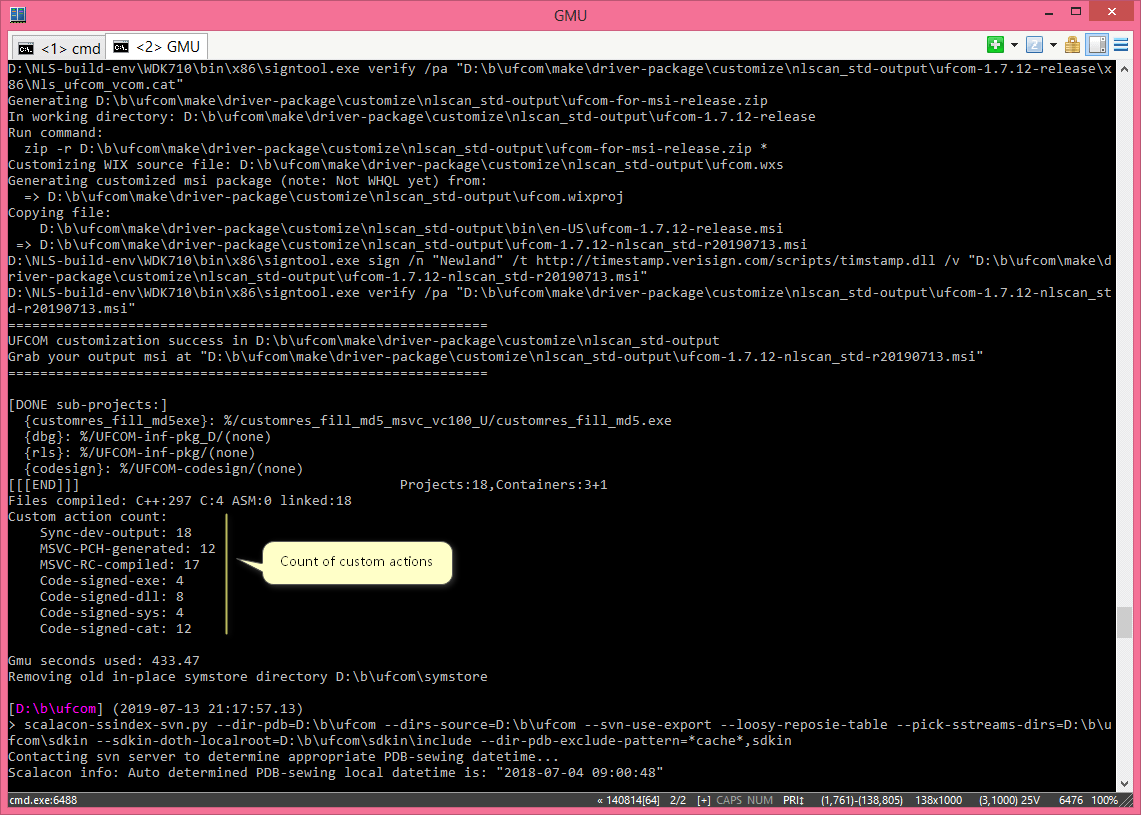 GMU
<1> cmd
<2> GMU
D:\NLS-build-env\WDK710\bin\x86\signtool.exe verify /pa "D:\b\ufcom\make\driver-package\customize\nlscan_std-output\ufcom-1.7.12-release\x
86\Nls_ufcom_vcom.cat"
Generating D:\b\ufcom\make\driver-package\customize\nlscan_std-output\ufcom-for-msi-release.zip
In working directory: D:\b\ufcom\make\driver-package\customize\nlscan_std-output\ufcom-1.7.12-release
Run command:
  zip -r D:\b\ufcom\make\driver-package\customize\nlscan_std-output\ufcom-for-msi-release.zip *
Customizing WIX source file: D:\b\ufcom\make\driver-package\customize\nlscan_std-output\ufcom.wxs
Generating customized msi package (note: Not WHQL yet) from:
  => D:\b\ufcom\make\driver-package\customize\nlscan_std-output\ufcom.wixproj
Copying file:
    D:\b\ufcom\make\driver-package\customize\nlscan_std-output\bin\en-US\ufcom-1.7.12-release.msi
 => D:\b\ufcom\make\driver-package\customize\nlscan_std-output\ufcom-1.7.12-nlscan_std-r20190713.msi
D:\NLS-build-env\WDK710\bin\x86\signtool.exe sign /n "Newland" /t http://timestamp.verisign.com/scripts/timstamp.dll /v "D:\b\ufcom\make\d
river-package\customize\nlscan_std-output\ufcom-1.7.12-nlscan_std-r20190713.msi"
D:\NLS-build-env\WDK710\bin\x86\signtool.exe verify /pa "D:\b\ufcom\make\driver-package\customize\nlscan_std-output\ufcom-1.7.12-nlscan_st
d-r20190713.msi"
============================================================
UFCOM customization success in D:\b\ufcom\make\driver-package\customize\nlscan_std-output
Grab your output msi at "D:\b\ufcom\make\driver-package\customize\nlscan_std-output\ufcom-1.7.12-nlscan_std-r20190713.msi"
============================================================
[DONE sub-projects:]
  {customres_fill_md5exe}: %/customres_fill_md5_msvc_vc100_U/customres_fill_md5.exe
  {dbg}: %/UFCOM-inf-pkg_D/(none)
  {rls}: %/UFCOM-inf-pkg/(none)
  {codesign}: %/UFCOM-codesign/(none)
[[[END]]]                                        Projects:18,Containers:3+1
Files compiled: C++:297 C:4 ASM:0 linked:18
Custom action count:
    Sync-dev-output: 18
    MSVC-PCH-generated: 12
    MSVC-RC-compiled: 17
    Code-signed-exe: 4
    Code-signed-dll: 8
    Code-signed-sys: 4
    Code-signed-cat: 12
Count of custom actions
Gmu seconds used: 433.47
Removing old in-place symstore directory D:\b\ufcom\symstore
[D:\b\ufcom] (2019-07-13 21:17:57.13)
> scalacon-ssindex-svn.py --dir-pdb=D:\b\ufcom --dirs-source=D:\b\ufcom --svn-use-export --loosy-reposie-table --pick-sstreams-dirs=D:\b\u
fcom\sdkin --sdkin-doth-localroot=D:\b\ufcom\sdkin\include --dir-pdb-exclude-pattern=*cache*,sdkin
Contacting svn server to determine appropriate PDB-sewing datetime...
Scalacon info: Auto determined PDB-sewing local datetime is: "2018-07-04 09:00:48"
cmd.exe:6488 « 140814[64] 2/2 [+] CAPS NUM PRI↕ (1,761)-(138,805) 138x1000 (3,1000) 25V 6476 100%